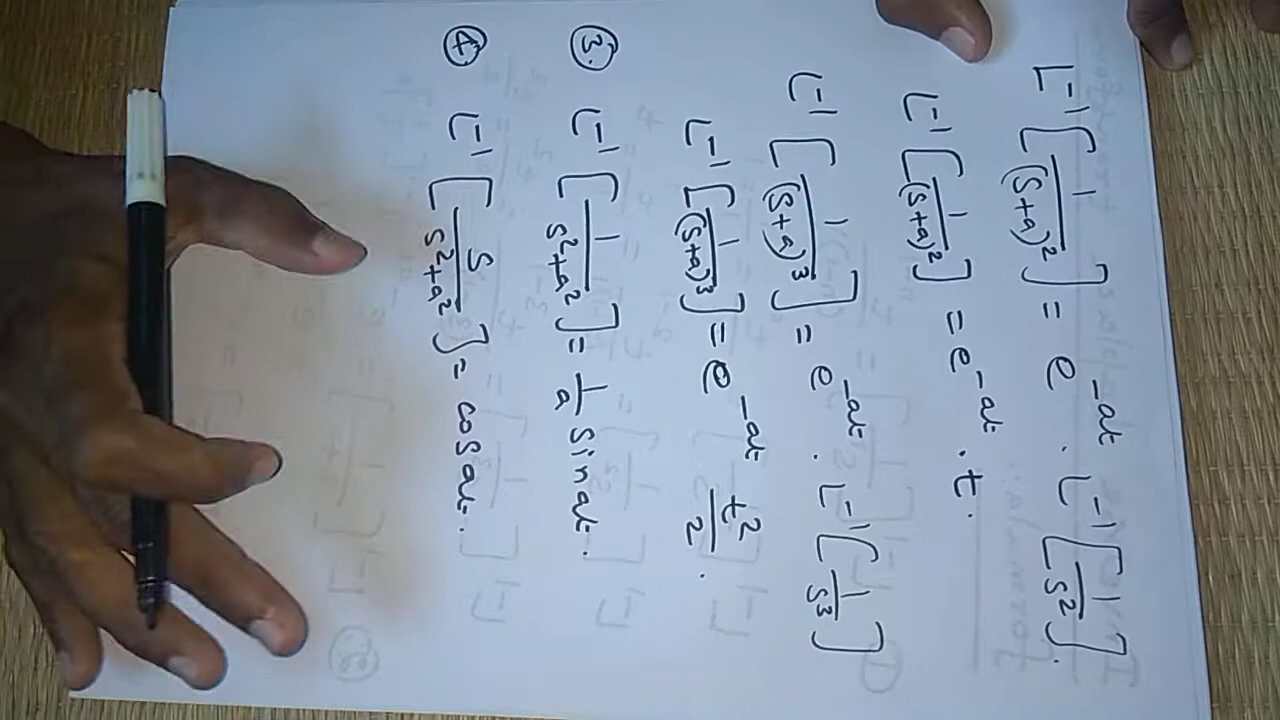 L⁻¹[1/(S+a)²] = e⁻ᵃᵗ . L⁻¹[1/s²].
L⁻¹[1/(S+a)²] = e⁻ᵃᵗ . t.
L⁻¹[1/(S+a)³] = e⁻ᵃᵗ . L⁻¹[1/s³]
L⁻¹[1/(S+a)³] = e⁻ᵃᵗ t²/2 .
③. L⁻¹[1/s²+a²] = 1/a sin at.
④. L⁻¹[s/s²+a²] = cos at.